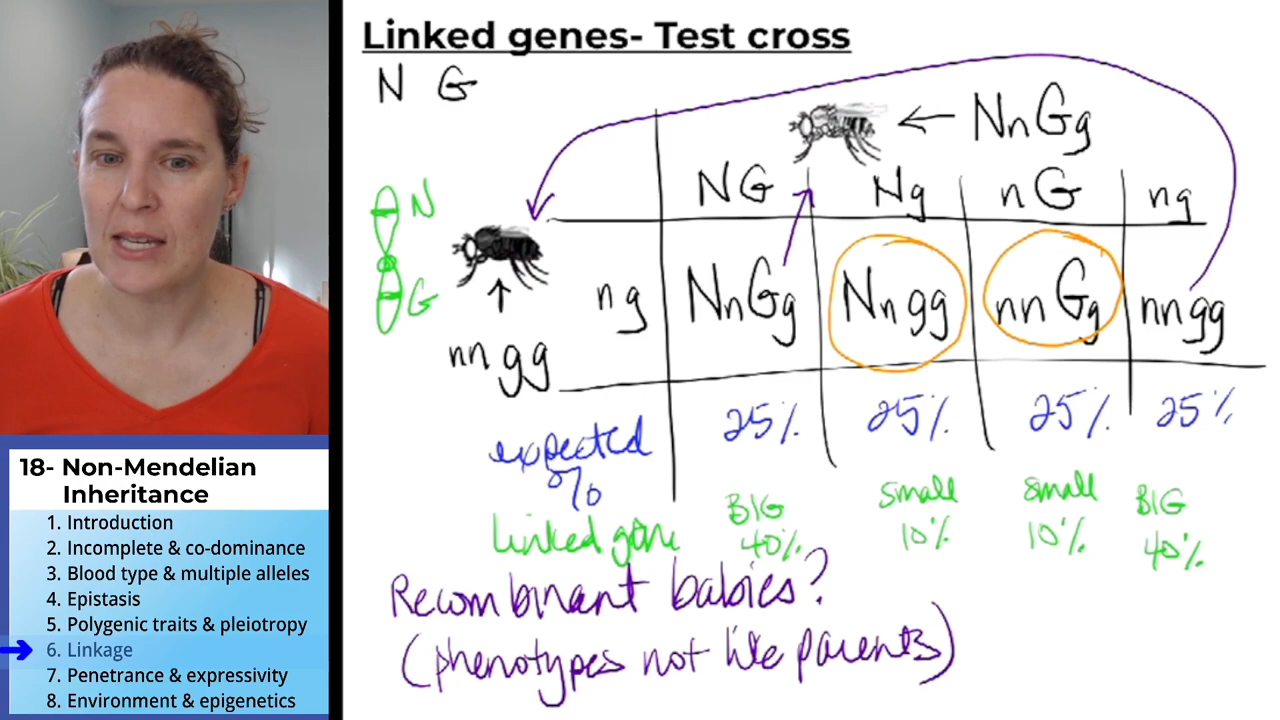 Linked genes- Test cross
N G
NnGg
NG Ng nG ng
N
G
ng NnGg Nngg nnGg nngg
nngg
expected % 25% 25% 25% 25%
linked gene BIG 40% small 10% small 10% BIG 40%
Recombinant babies?
(phenotypes not like parents)
18- Non-Mendelian
Inheritance
1. Introduction
2. Incomplete & co-dominance
3. Blood type & multiple alleles
4. Epistasis
5. Polygenic traits & pleiotropy
6. Linkage
7. Penetrance & expressivity
8. Environment & epigenetics